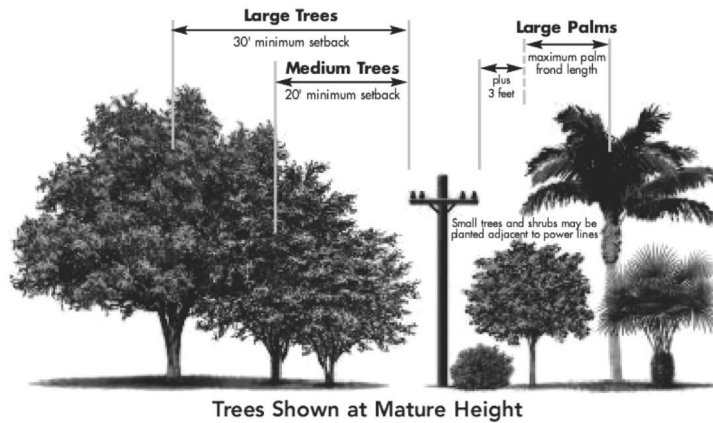 Large Trees
30' minimum setback
Medium Trees
20' minimum setback
Large Palms
maximum palm
frond length
plus
3 feet
Small trees and shrubs may be
planted adjacent to power lines
Trees Shown at Mature Height